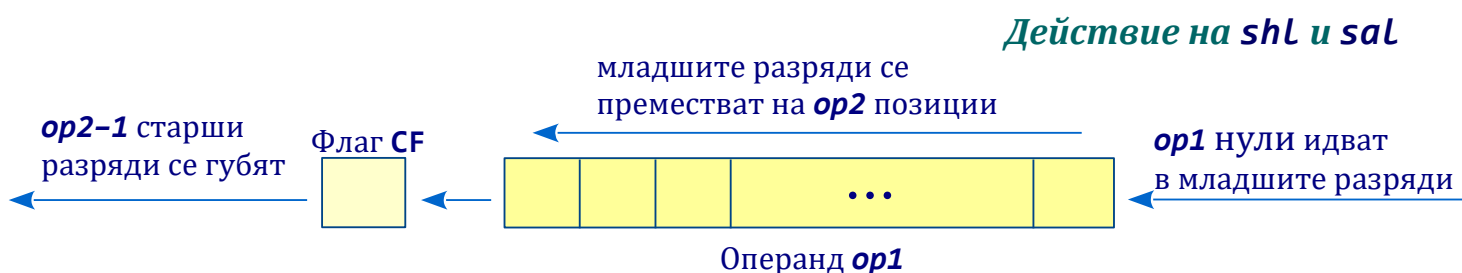 Действие на shl и sal
младшите разряди се
преместват на op2 позиции
op2–1 старши
разряди се губят
Флаг CF
op1 нули идват
в младшите разряди
...
Операнд op1